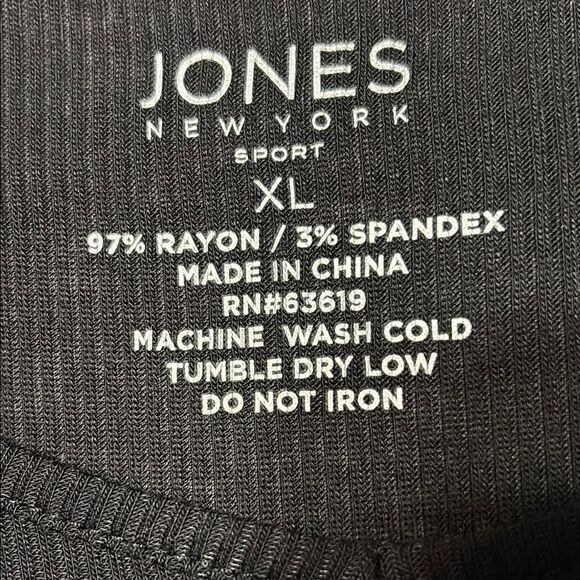 JONES
NEW YORK
SPORT
XL
97% RAYON / 3% SPANDEX
MADE IN CHINA
RN#63619
MACHINE WASH COLD
TUMBLE DRY LOW
DO NOT IRON